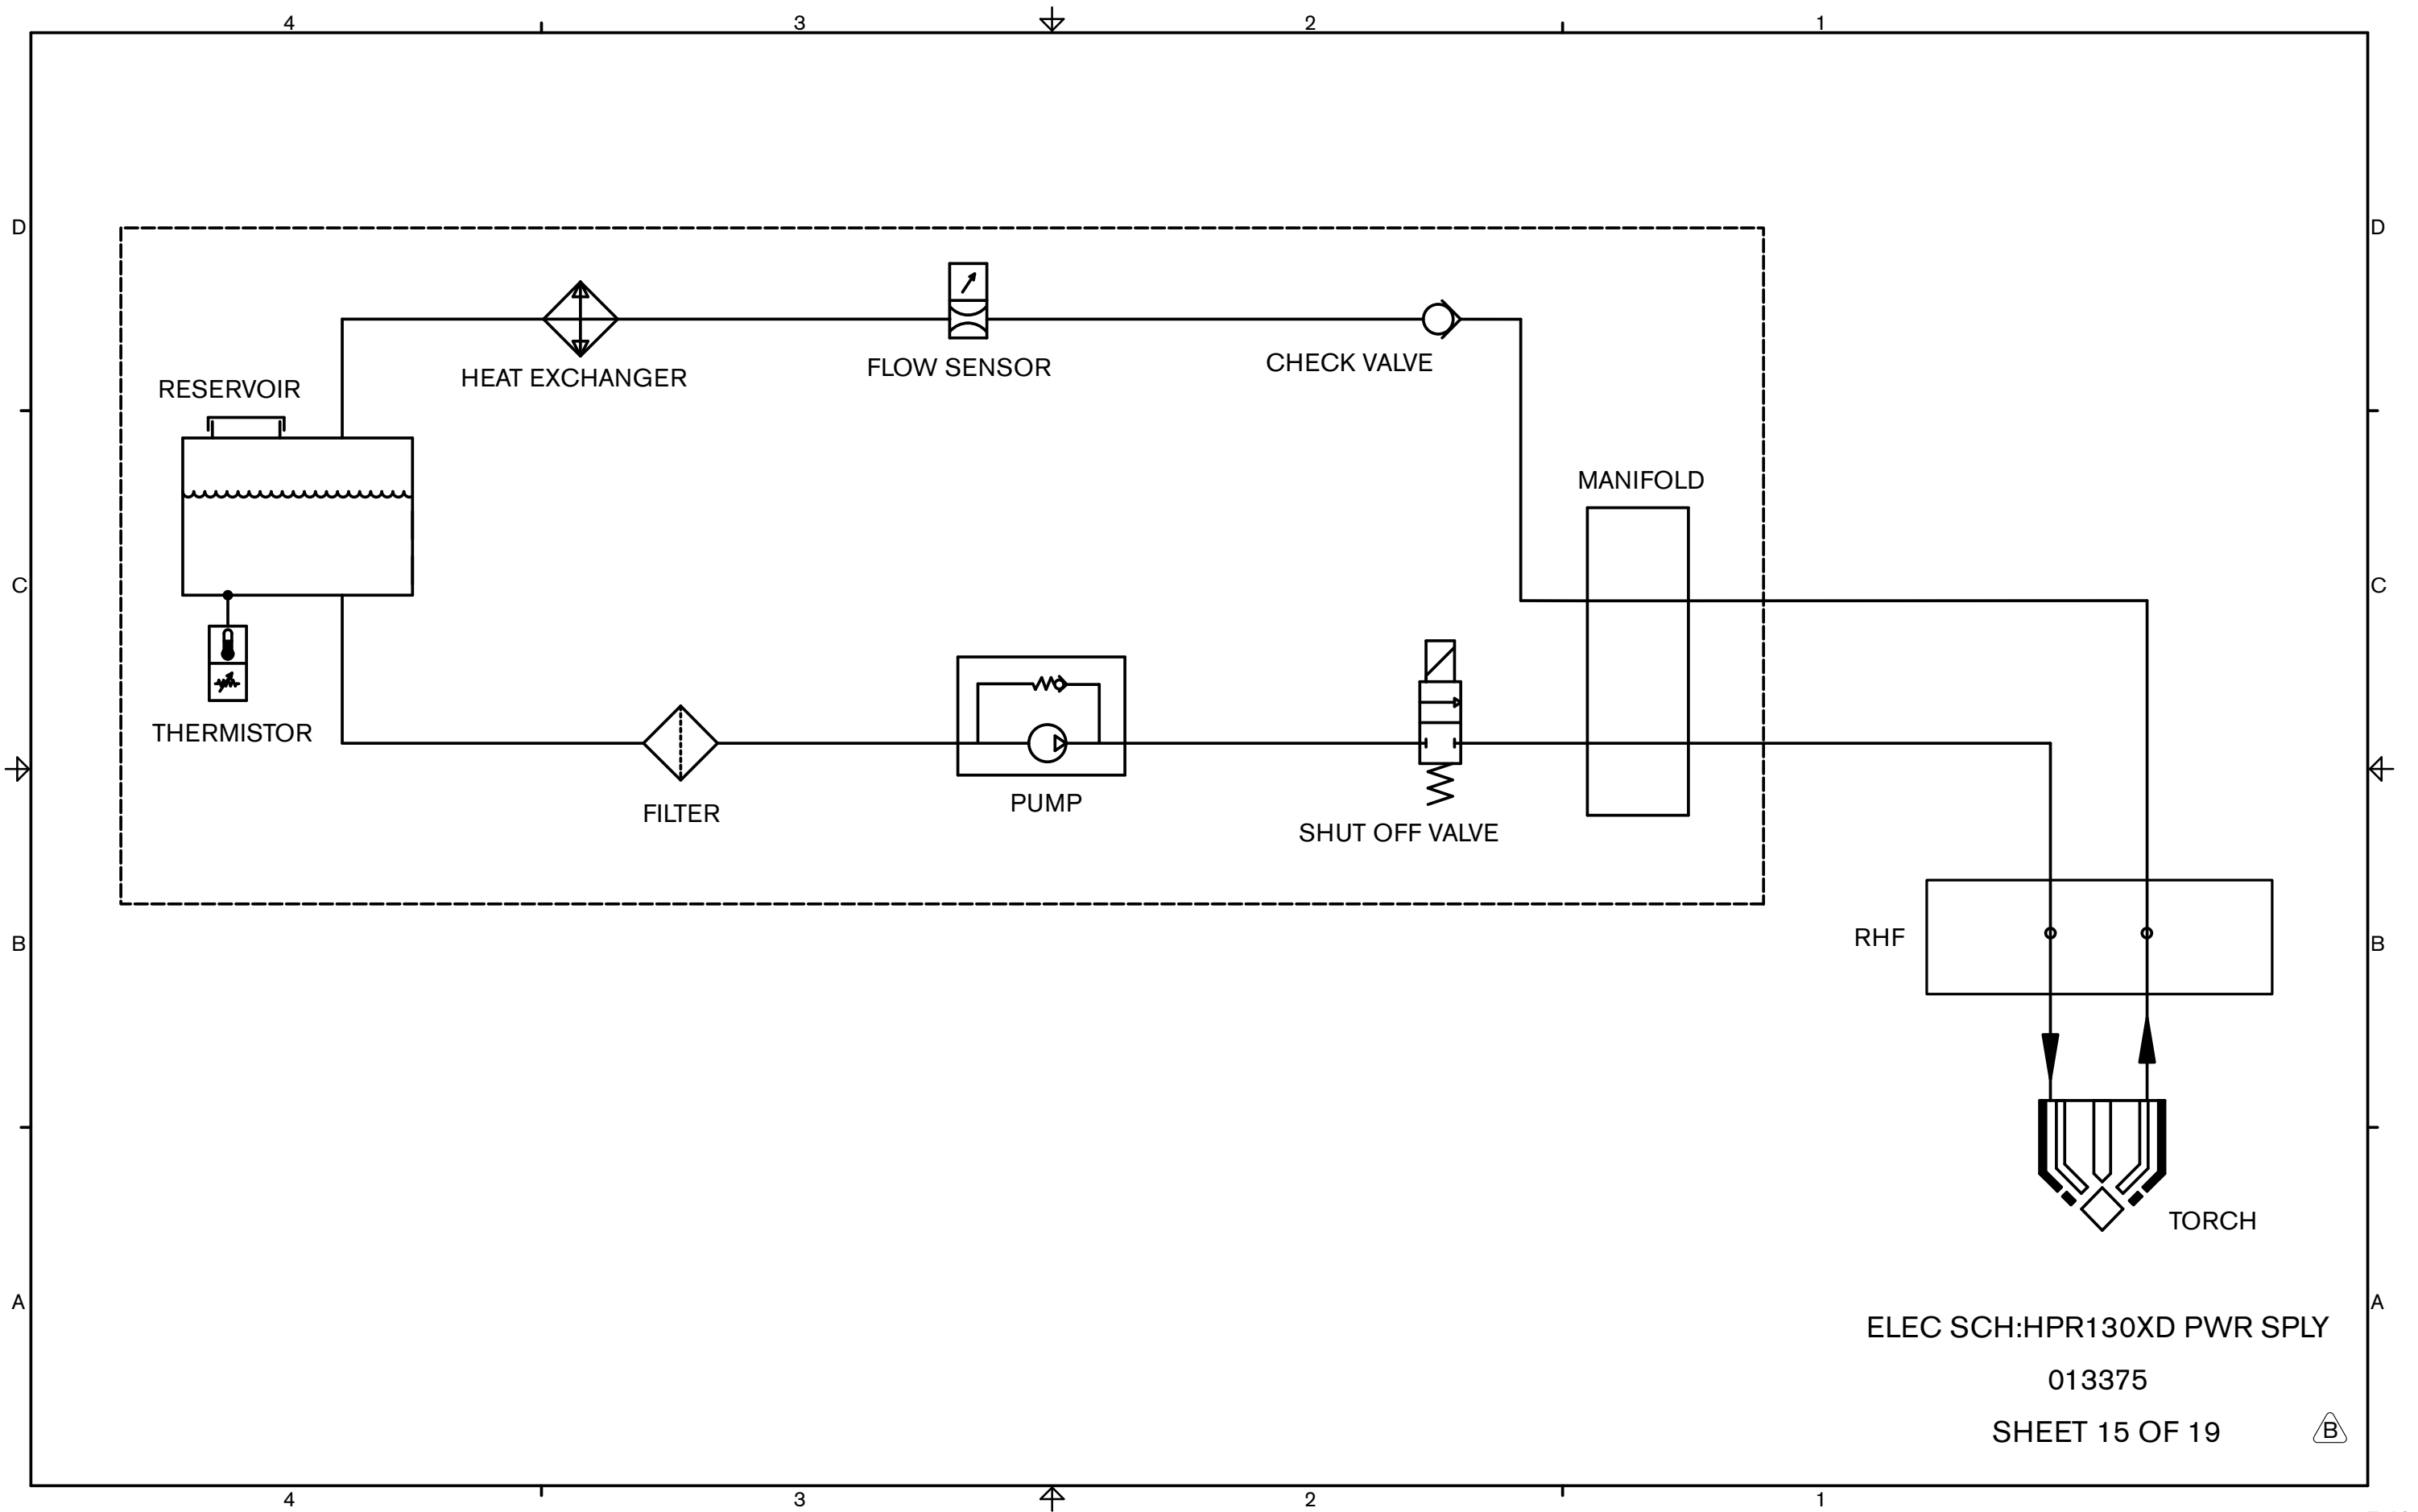 4 3 2 1
D D
RESERVOIR
HEAT EXCHANGER
FLOW SENSOR
CHECK VALVE
MANIFOLD
C C
THERMISTOR
FILTER
PUMP
SHUT OFF VALVE
B B
RHF
TORCH
A A
ELEC SCH:HPR130XD PWR SPLY
013375
SHEET 15 OF 19
B
4 3 2 1